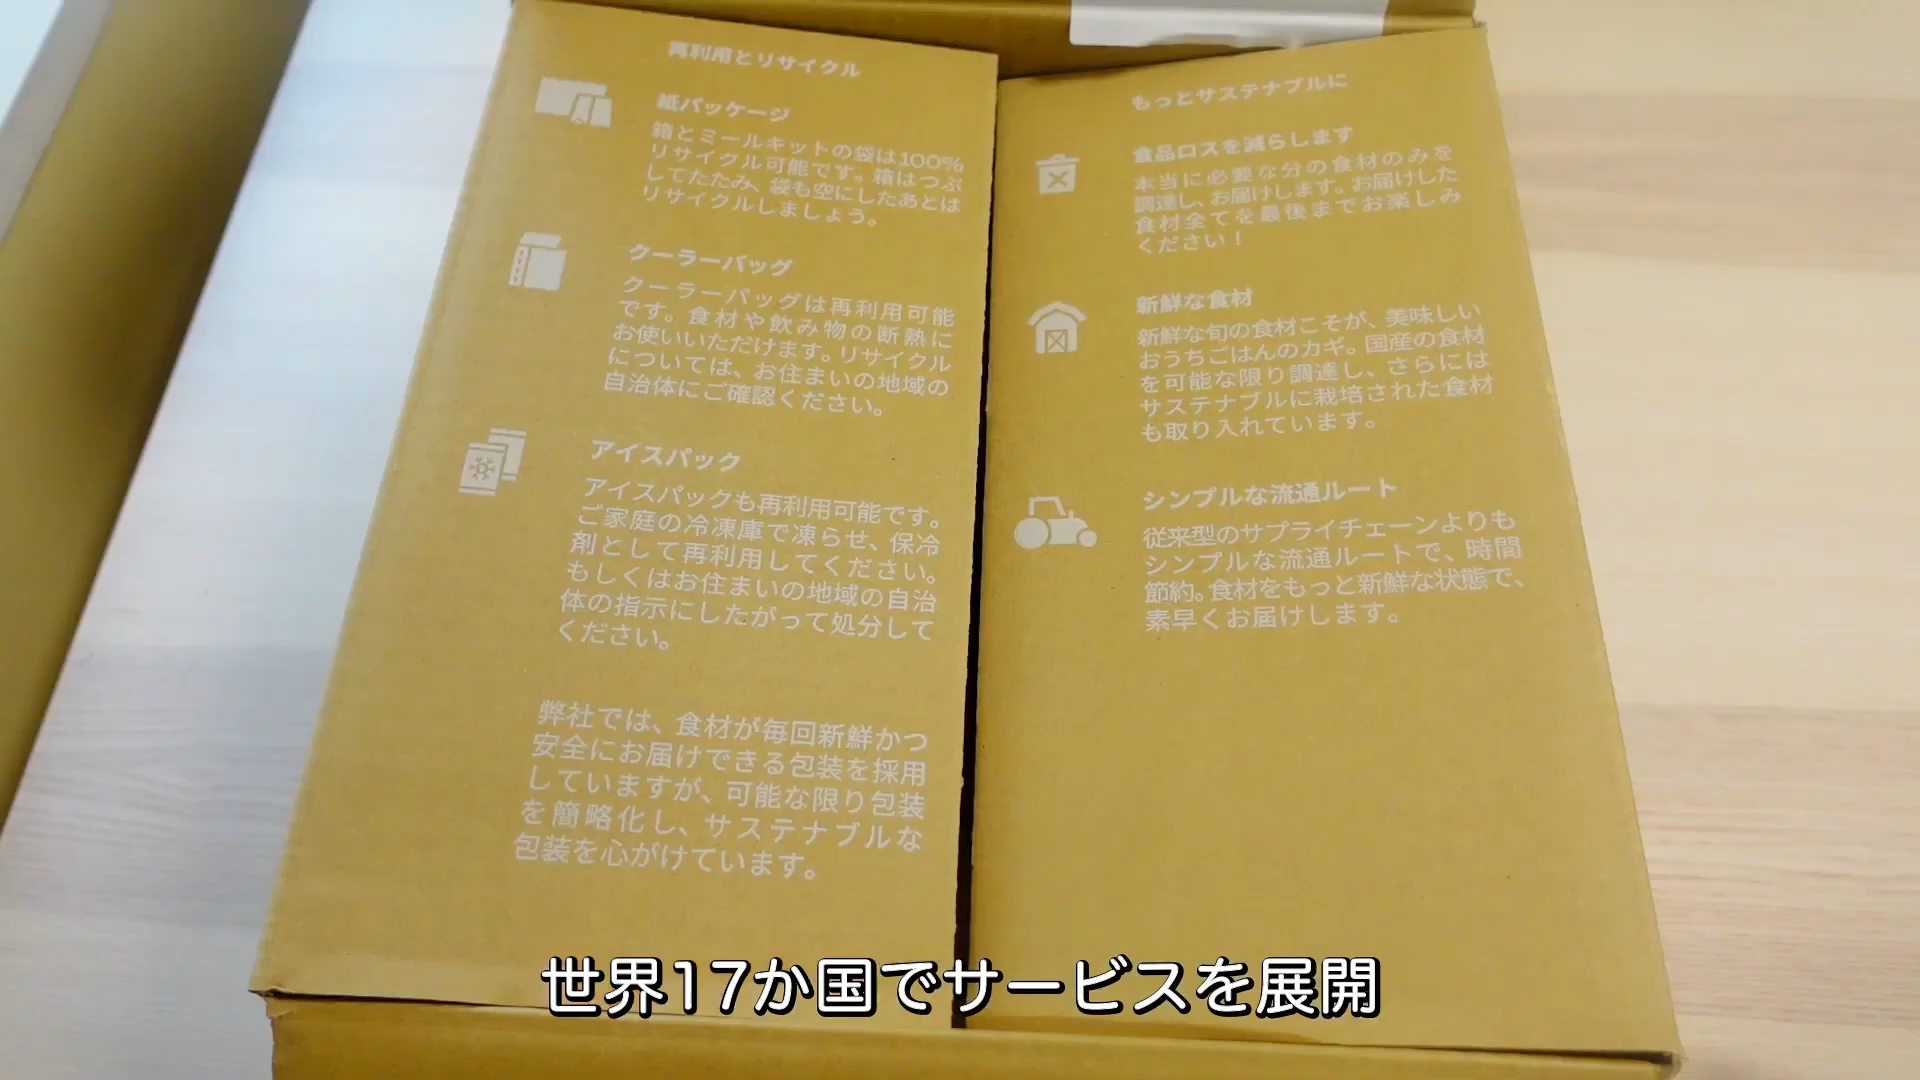 再利用とリサイクル
紙パッケージ
箱とミールキットの袋は100%
リサイクル可能です。箱はつぶ
してたたみ、袋も空にしたあとは
リサイクルしましょう。
クーラーバッグ
クーラーバッグは再利用可能
です。食材や飲み物の断熱に
お使いいただけます。リサイクル
については、お住まいの地域の
自治体にご確認ください。
アイスパック
アイスパックも再利用可能です。
ご家庭の冷凍庫で凍らせ、保冷
剤として再利用してください。
もしくはお住まいの地域の自治
体の指示にしたがって処分して
ください。
弊社では、食材が毎回新鮮かつ
安全にお届けできる包装を採用
していますが、可能な限り包装
を簡略化し、サステナブルな
包装を心がけています。
もっとサステナブルに
食品ロスを減らします
本当に必要な分の食材のみを
調達し、お届けします。お届けした
食材全てを最後までお楽しみ
ください！
新鮮な食材
新鮮な旬の食材こそが、美味しい
おうちごはんのカギ。国産の食材
を可能な限り調達し、さらには
サステナブルに栽培された食材
も取り入れています。
シンプルな流通ルート
従来型のサプライチェーンよりも
シンプルな流通ルートで、時間
節約。食材をもっと新鮮な状態で、
素早くお届けします。
世界17か国でサービスを展開